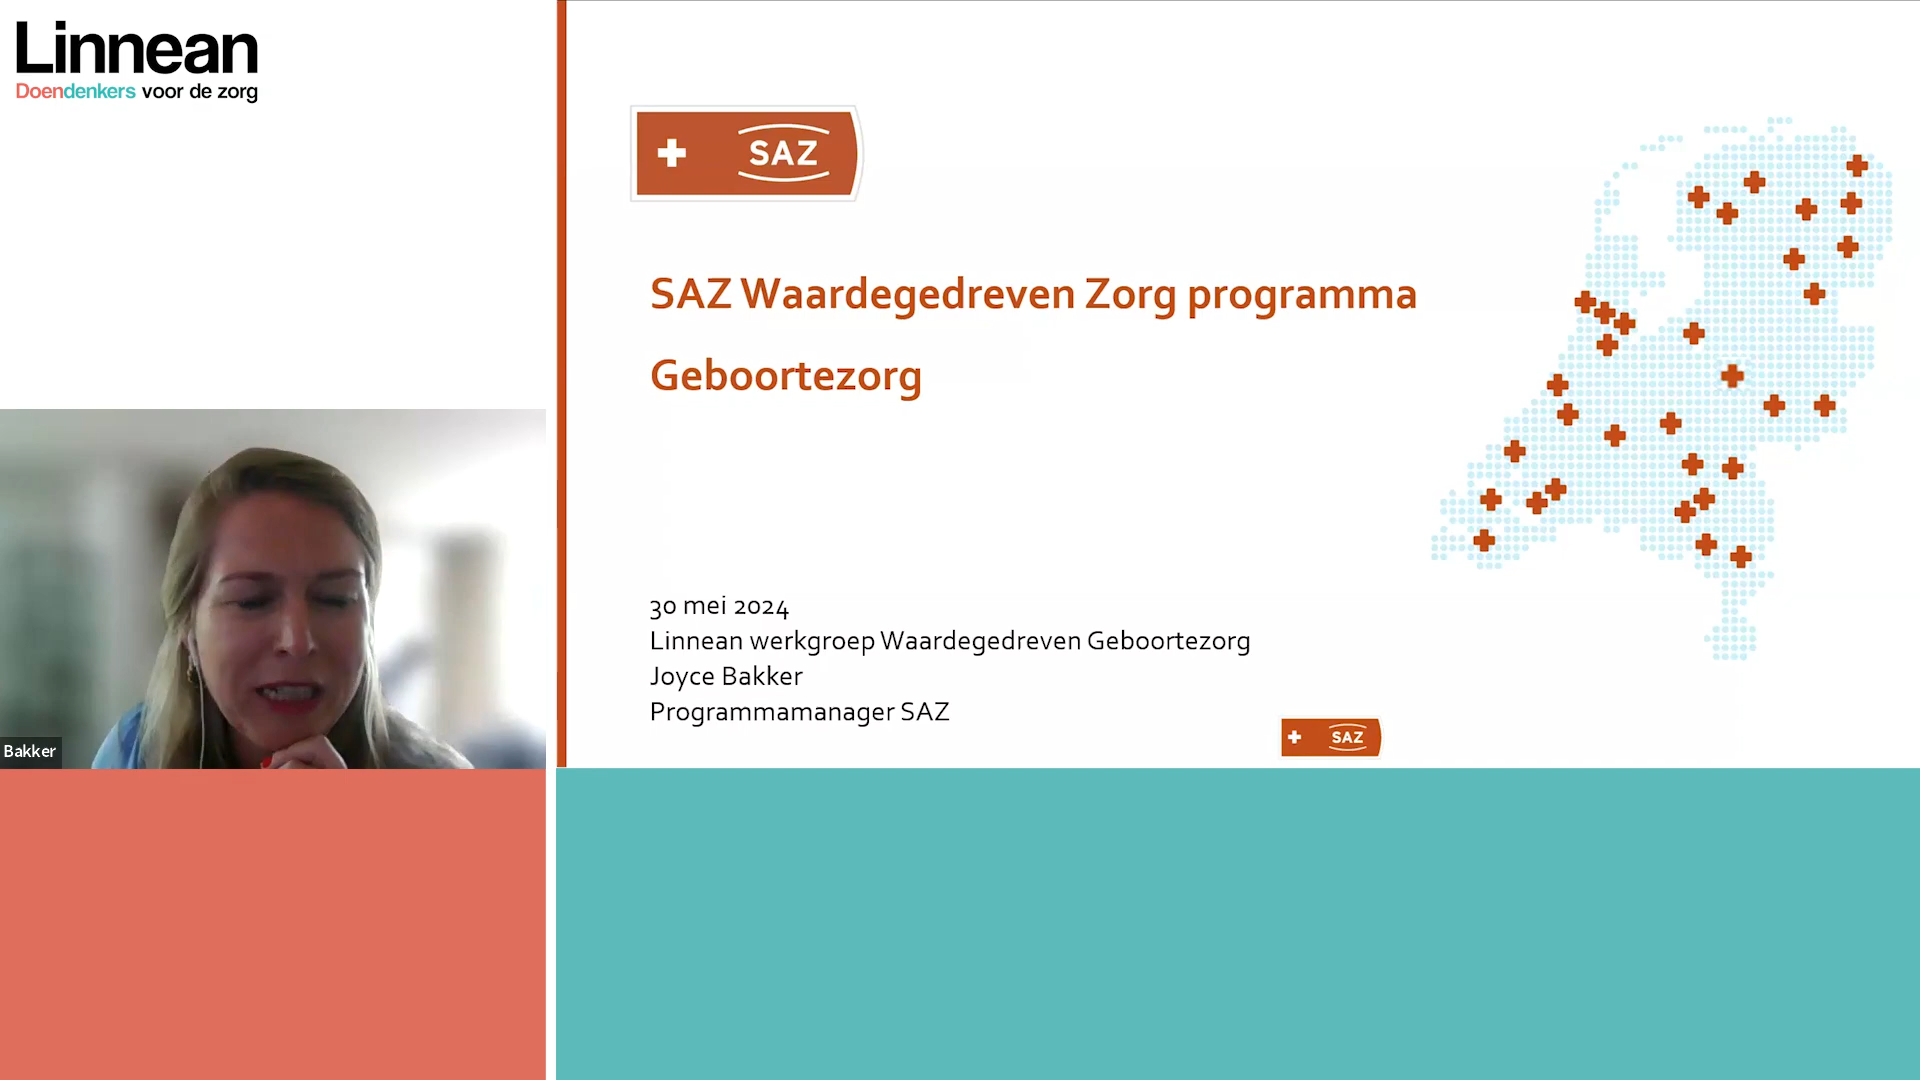 Linnean
Doendenkers voor de zorg
SAZ
SAZ Waardegedreven Zorg programma
Geboortezorg
30 mei 2024
Linnean werkgroep Waardegedreven Geboortezorg
Joyce Bakker
Programmamanager SAZ
SAZ
Bakker